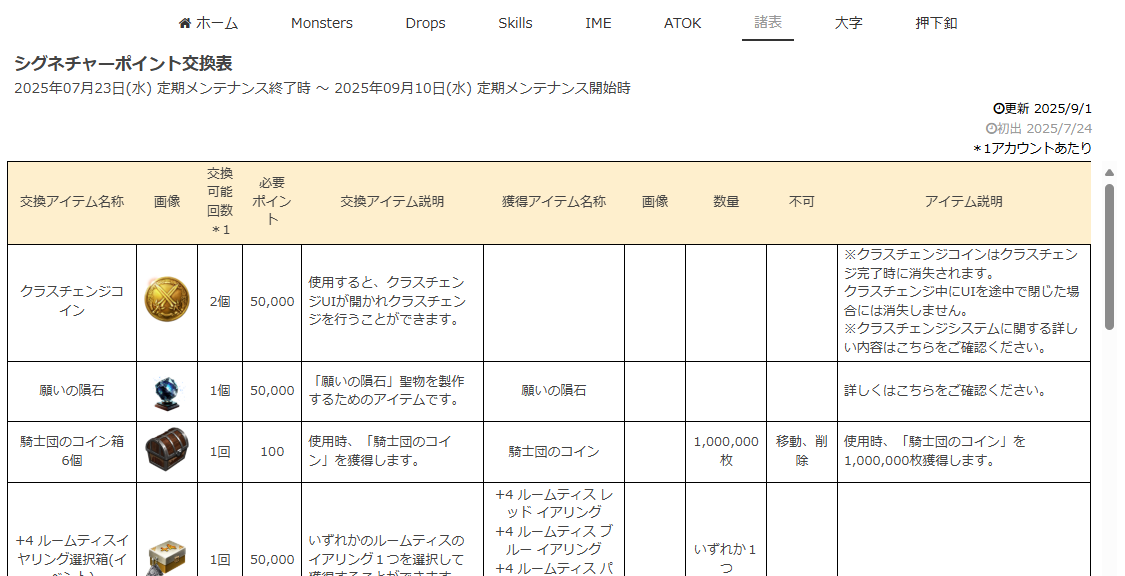 ホーム Monsters Drops Skills IME ATOK 諸表 大字 押下釦
シグネチャーポイント交換表
2025年07月23日(水) 定期メンテナンス終了時 ～ 2025年09月10日(水) 定期メンテナンス開始時
更新 2025/9/1
初出 2025/7/24
＊1アカウントあたり
交換アイテム名称
画像
交換
可能
回数
＊1
必要
ポイン
ト
交換アイテム説明
獲得アイテム名称
画像
数量
不可
アイテム説明
クラスチェンジコ
イン
2個
50,000
使用すると、クラスチェン
ジUIが開かれクラスチェン
ジを行うことができます。
※クラスチェンジコインはクラスチェン
ジ完了時に消失されます。
クラスチェンジ中にUIを途中で閉じた場
合には消失しません。
※クラスチェンジシステムに関する詳し
い内容はこちらをご確認ください。
願いの隕石
1個
50,000
「願いの隕石」聖物を製作
するためのアイテムです。
願いの隕石
詳しくはこちらをご確認ください。
騎士団のコイン箱
6個
1回
100
使用時、「騎士団のコイ
ン」を獲得します。
騎士団のコイン
1,000,000
枚
移動、削
除
使用時、「騎士団のコイン」を
1,000,000枚獲得します。
+4 ルームティスイ
ヤリング選択箱(イ
ベント)
1回
50,000
いずれかのルームティスの
イアリング１つを選択して
獲得することができます
+4 ルームティス レ
ッド イアリング
+4 ルームティス ブ
ルー イアリング
+4 ルームティス パ
いずれか１
つ